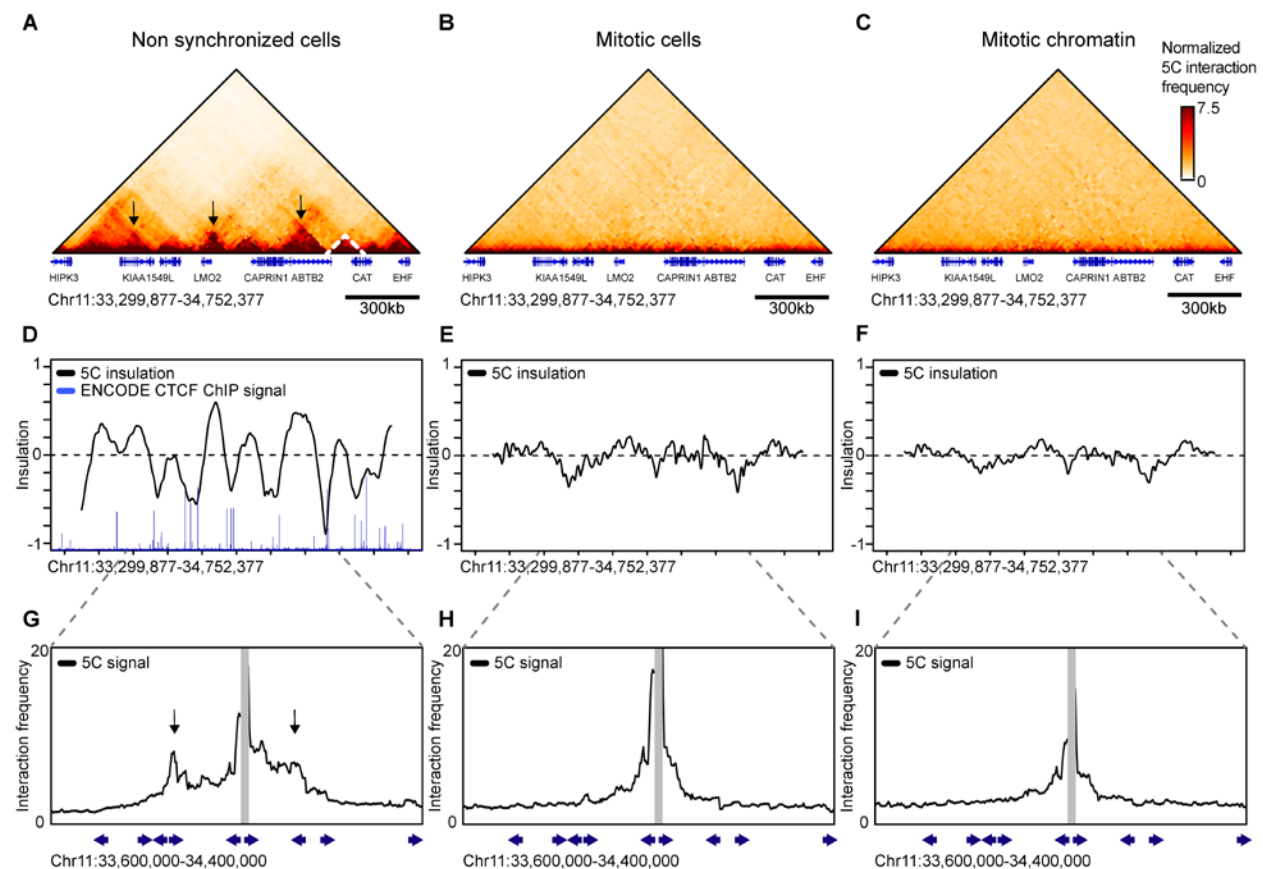 A
Non synchronized cells
HIPK3 KIAA1549L LMO2 CAPRIN1 ABTB2 CAT EHF
Chr11:33,299,877-34,752,377
300kb
B
Mitotic cells
HIPK3 KIAA1549L LMO2 CAPRIN1 ABTB2 CAT EHF
Chr11:33,299,877-34,752,377
300kb
C
Mitotic chromatin
Normalized
5C interaction
frequency
7.5
0
HIPK3 KIAA1549L LMO2 CAPRIN1 ABTB2 CAT EHF
Chr11:33,299,877-34,752,377
300kb
D
1
0
-1
Insulation
5C insulation
ENCODE CTCF ChIP signal
Chr11:33,299,877-34,752,377
E
1
0
-1
Insulation
5C insulation
Chr11:33,299,877-34,752,377
F
1
0
-1
Insulation
5C insulation
Chr11:33,299,877-34,752,377
G
20
0
Interaction frequency
5C signal
Chr11:33,600,000-34,400,000
H
20
0
Interaction frequency
5C signal
Chr11:33,600,000-34,400,000
I
20
0
Interaction frequency
5C signal
Chr11:33,600,000-34,400,000